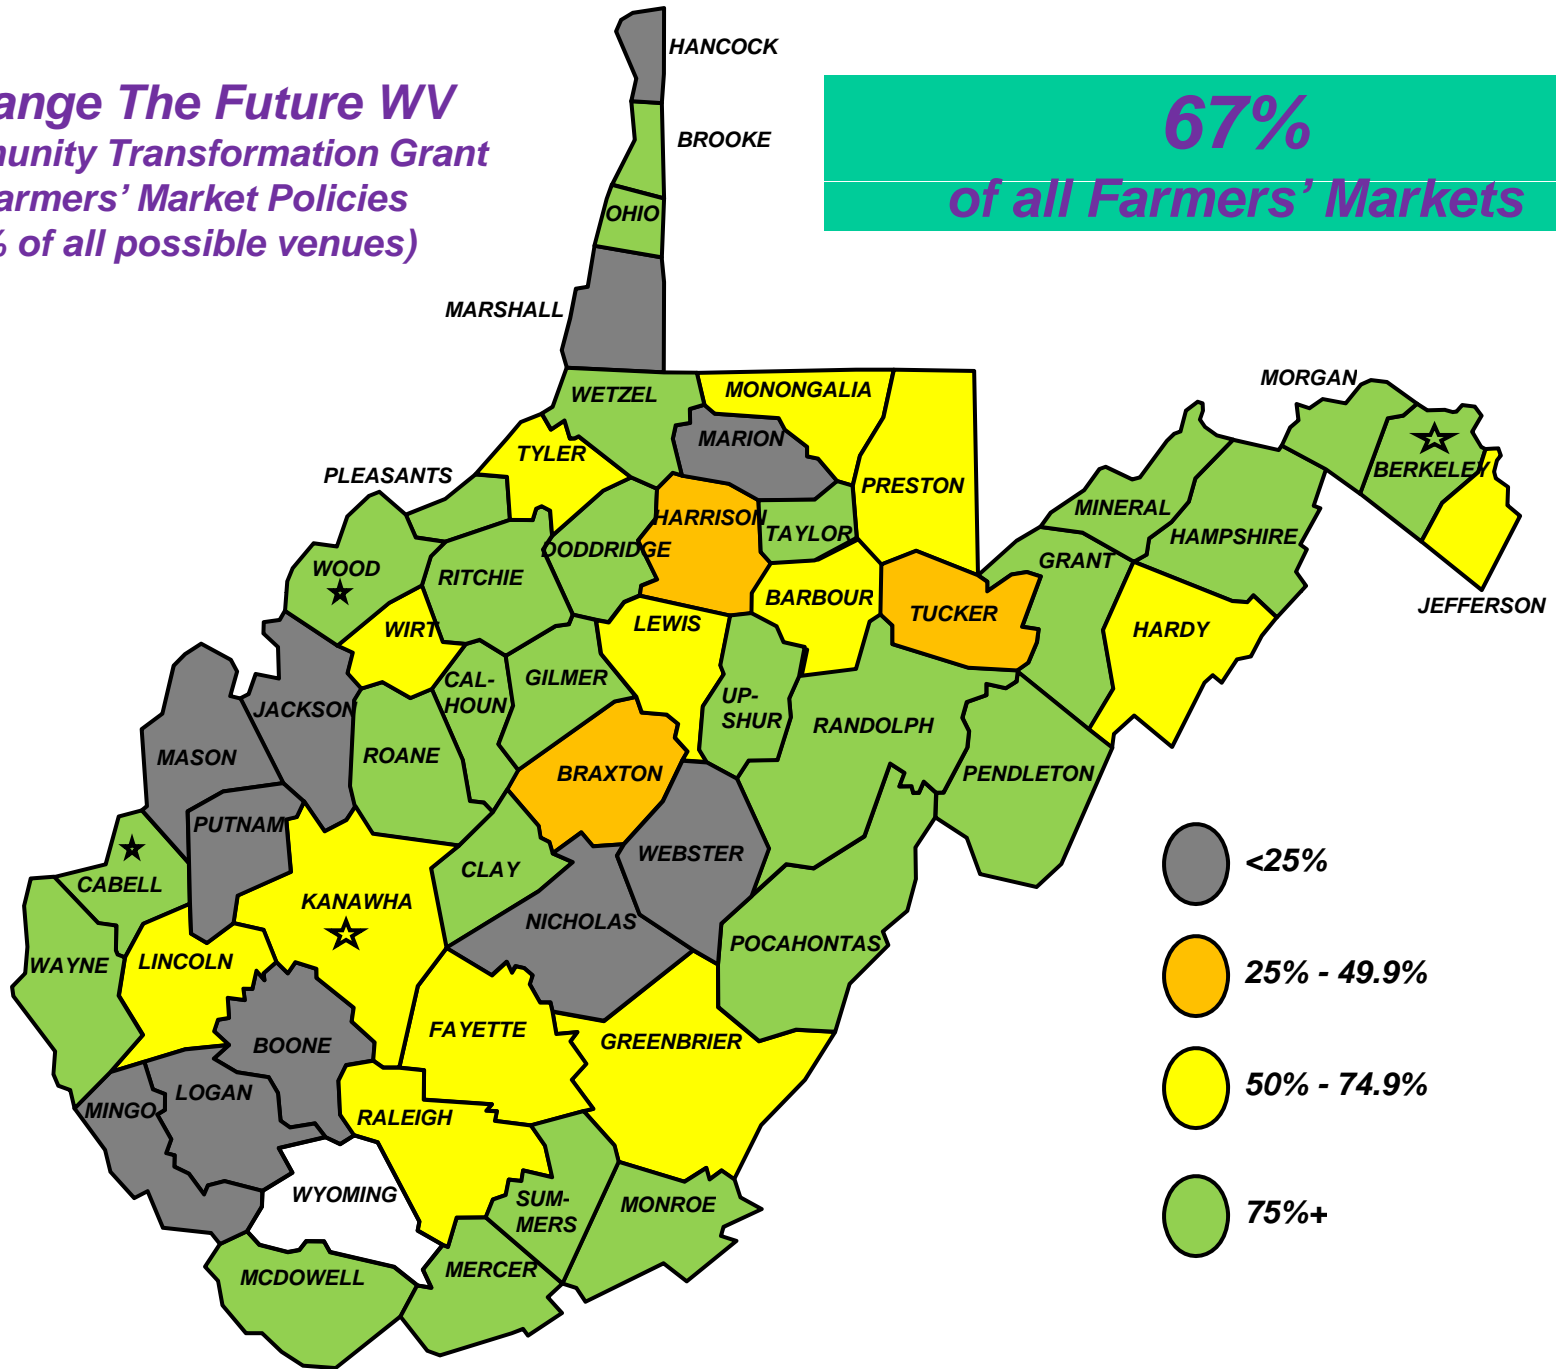 ange The Future WV
unity Transformation Grant
armers' Market Policies
% of all possible venues)
67%
of all Farmers' Markets
HANCOCK
BROOKE
OHIO
MARSHALL
WETZEL
MONONGALIA
MARION
TYLER
PLEASANTS
PRESTON
HARRISON
TAYLOR
DODDRIDGE
WOOD
RITCHIE
MORGAN
BERKELEY
MINERAL
HAMPSHIRE
GRANT
JEFFERSON
HARDY
BARBOUR
TUCKER
LEWIS
WIRT
GILMER
CAL-
HOUN
UP-
SHUR
RANDOLPH
JACKSON
ROANE
MASON
BRAXTON
PENDLETON
PUTNAM
WEBSTER
CLAY
CABELL
KANAWHA
NICHOLAS
POCAHONTAS
WAYNE
LINCOLN
FAYETTE
GREENBRIER
BOONE
LOGAN
MINGO
RALEIGH
WYOMING
SUM-
MERS
MONROE
MCDOWELL
MERCER
<25%
25% - 49.9%
50% - 74.9%
75%+